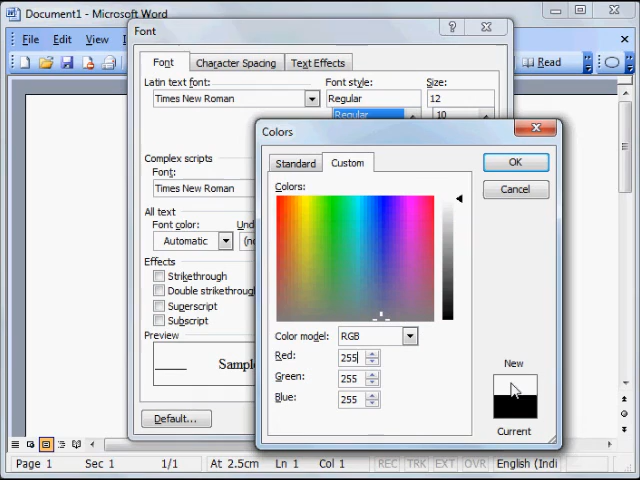 Document1 - Microsoft Word
Font
File Edit View
Read
Font Character Spacing Text Effects
Latin text font: Font style: Size:
Times New Roman Regular 12
Regular 10
Colors
Complex scripts
Standard Custom OK
Font:
Colors: Cancel
Times New Roman
All text
Font color:
Automatic
Effects
Strikethrough
Double strikethroug
Superscript
Subscript
Color model: RGB
Preview
Red: 255
Sampl New
Green: 255
Blue: 255
Default...
Current
Page 1 Sec 1 1/1 At 2.5cm Ln 1 Col 1 REC TRK EXT OVR English (Indi